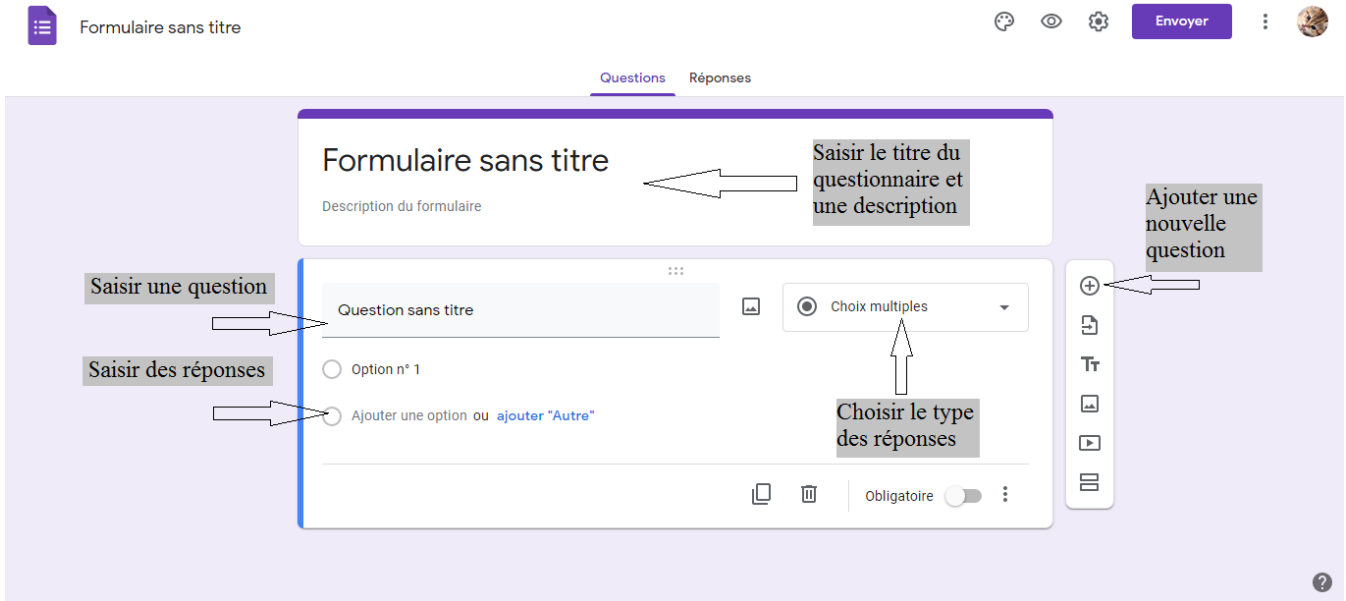 Formulaire sans titre
Envoyer
Questions Réponses
Formulaire sans titre
Description du formulaire
Saisir le titre du
questionnaire et
une description
Ajouter une
nouvelle
question
Saisir une question
Question sans titre
Choix multiples
Saisir des réponses
Option n° 1
Ajouter une option ou ajouter "Autre"
Choisir le type
des réponses
Obligatoire